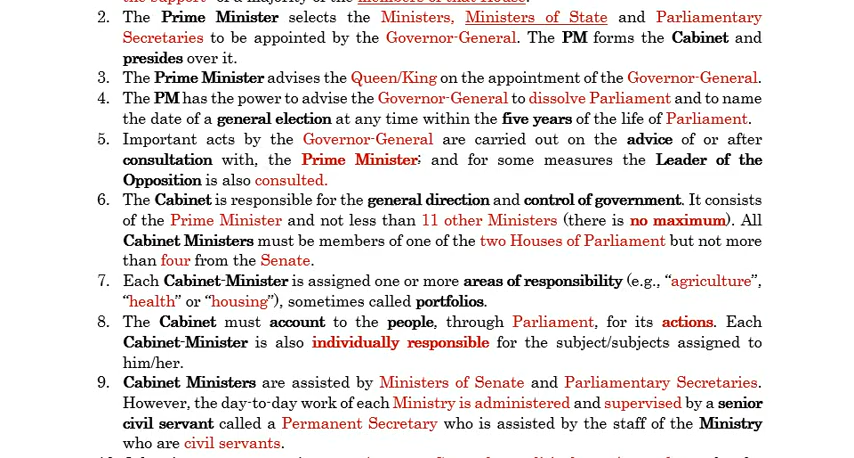 the support" of a majority of the members of that House.
2. The Prime Minister selects the Ministers, Ministers of State and Parliamentary
Secretaries to be appointed by the Governor-General. The PM forms the Cabinet and
presides over it.
3. The Prime Minister advises the Queen/King on the appointment of the Governor-General.
4. The PM has the power to advise the Governor-General to dissolve Parliament and to name
the date of a general election at any time within the five years of the life of Parliament.
5. Important acts by the Governor-General are carried out on the advice of or after
consultation with, the Prime Minister; and for some measures the Leader of the
Opposition is also consulted.
6. The Cabinet is responsible for the general direction and control of government. It consists
of the Prime Minister and not less than 11 other Ministers (there is no maximum). All
Cabinet Ministers must be members of one of the two Houses of Parliament but not more
than four from the Senate.
7. Each Cabinet-Minister is assigned one or more areas of responsibility (e.g., “agriculture”,
“health” or “housing”), sometimes called portfolios.
8. The Cabinet must account to the people, through Parliament, for its actions. Each
Cabinet-Minister is also individually responsible for the subject/subjects assigned to
him/her.
9. Cabinet Ministers are assisted by Ministers of Senate and Parliamentary Secretaries.
However, the day-to-day work of each Ministry is administered and supervised by a senior
civil servant called a Permanent Secretary who is assisted by the staff of the Ministry
who are civil servants.